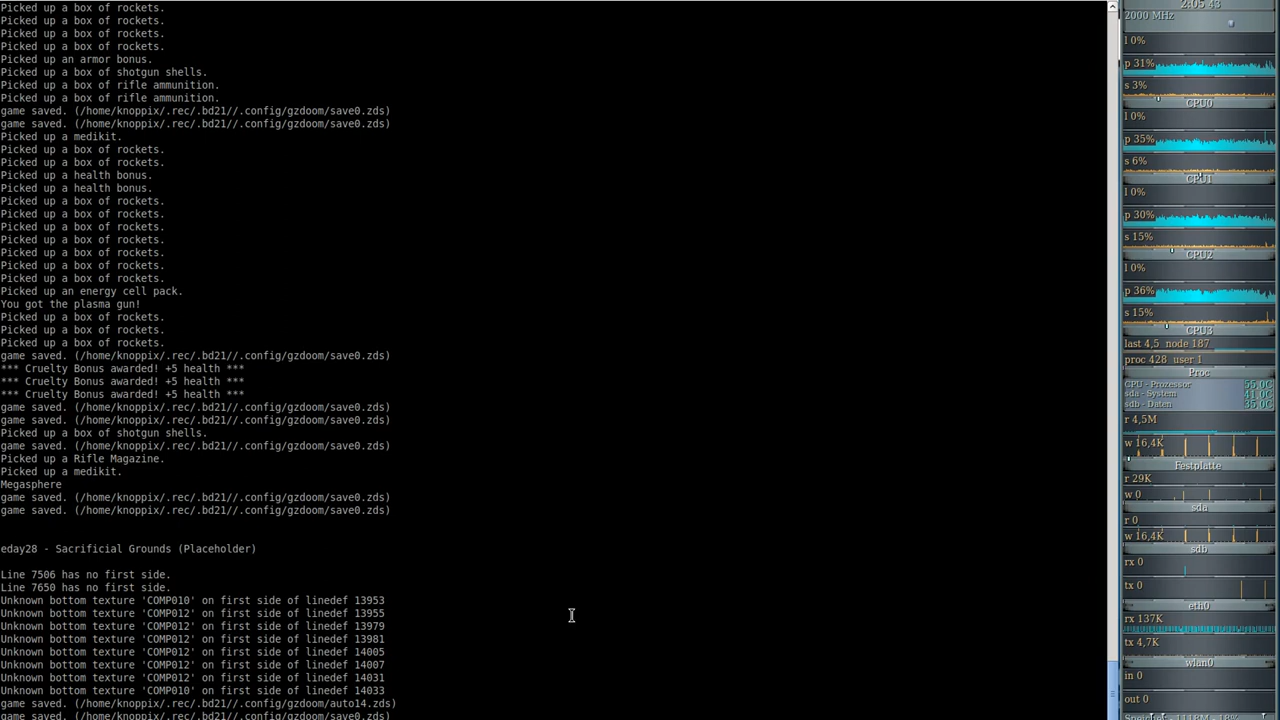 Picked up a box of rockets.
Picked up a box of rockets.
Picked up a box of rockets.
Picked up a box of rockets.
Picked up an armor bonus.
Picked up a box of shotgun shells.
Picked up a box of rifle ammunition.
Picked up a box of rifle ammunition.
game saved. (/home/knoppix/.rec/.bd21//.config/gzdoom/save0.zds)
game saved. (/home/knoppix/.rec/.bd21//.config/gzdoom/save0.zds)
Picked up a medikit.
Picked up a box of rockets.
Picked up a box of rockets.
Picked up a health bonus.
Picked up a health bonus.
Picked up a box of rockets.
Picked up a box of rockets.
Picked up a box of rockets.
Picked up a box of rockets.
Picked up a box of rockets.
Picked up a box of rockets.
Picked up a box of rockets.
Picked up an energy cell pack.
You got the plasma gun!
Picked up a box of rockets.
Picked up a box of rockets.
Picked up a box of rockets.
game saved. (/home/knoppix/.rec/.bd21//.config/gzdoom/save0.zds)
*** Cruelty Bonus awarded! +5 health ***
*** Cruelty Bonus awarded! +5 health ***
*** Cruelty Bonus awarded! +5 health ***
game saved. (/home/knoppix/.rec/.bd21//.config/gzdoom/save0.zds)
game saved. (/home/knoppix/.rec/.bd21//.config/gzdoom/save0.zds)
Picked up a box of shotgun shells.
game saved. (/home/knoppix/.rec/.bd21//.config/gzdoom/save0.zds)
Picked up a Rifle Magazine.
Picked up a medikit.
Megasphere
game saved. (/home/knoppix/.rec/.bd21//.config/gzdoom/save0.zds)
game saved. (/home/knoppix/.rec/.bd21//.config/gzdoom/save0.zds)
eday28 - Sacrificial Grounds (Placeholder)
Line 7506 has no first side.
Line 7650 has no first side.
Unknown bottom texture 'COMP010' on first side of linedef 13953
Unknown bottom texture 'COMP012' on first side of linedef 13955
Unknown bottom texture 'COMP012' on first side of linedef 13979
Unknown bottom texture 'COMP012' on first side of linedef 13981
Unknown bottom texture 'COMP012' on first side of linedef 14005
Unknown bottom texture 'COMP012' on first side of linedef 14007
Unknown bottom texture 'COMP012' on first side of linedef 14031
Unknown bottom texture 'COMP010' on first side of linedef 14033
game saved. (/home/knoppix/.rec/.bd21//.config/gzdoom/auto14.zds)
game saved. (/home/knoppix/.rec/.bd21//.config/gzdoom/save0.zds)
2:05 43
2000 MHz
l 0%
p 31%
s 3%
CPU0
l 0%
p 35%
s 6%
CPU1
l 0%
p 30%
s 15%
CPU2
l 0%
p 36%
s 15%
CPU3
last 4,5 node 187
proc 428 user 1
Proc
CPU - Prozessor 55.0C
sda - System 41.0C
sdb - Daten 35.0C
r 4,5M
w 16,4K
Festplatte
r 29K
w 0
sda
r 0
w 16,4K
sdb
rx 0
tx 0
eth0
rx 137K
tx 4,7K
wlan0
in 0
out 0